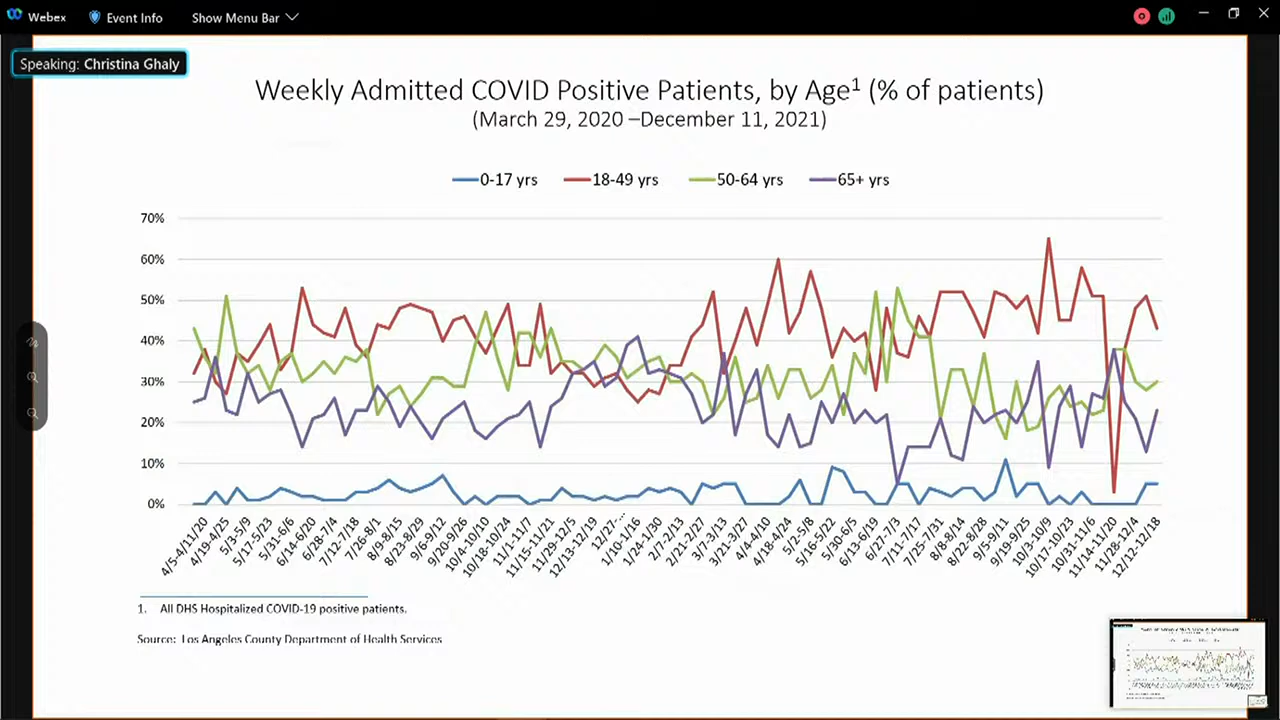 Webex Event Info Show Menu Bar
Speaking: Christina Ghaly
Weekly Admitted COVID Positive Patients, by Age1 (% of patients)
(March 29, 2020 –December 11, 2021)
0-17 yrs 18-49 yrs 50-64 yrs 65+ yrs
70%
60%
50%
40%
30%
20%
10%
0%
4/5-4/11/20 4/19-4/25 5/3-5/9 5/17-5/23 5/31-6/6 6/14-6/20 6/28-7/4 7/12-7/18 7/26-8/1 8/9-8/15 8/23-8/29 9/6-9/12 9/20-9/26 10/4-10/10 10/18-10/24 11/1-11/7 11/15-11/21 11/29-12/5 12/13-12/19 12/27-... 1/10-1/16 1/24-1/30 2/7-2/13 2/21-2/27 3/7-3/13 3/21-3/27 4/4-4/10 4/18-4/24 5/2-5/8 5/16-5/22 5/30-6/5 6/13-6/19 6/27-7/3 7/11-7/17 7/25-7/31 8/8-8/14 8/22-8/28 9/5-9/11 9/19-9/25 10/3-10/9 10/17-10/23 10/31-11/6 11/14-11/20 11/28-12/4 12/12-12/18
1. All DHS Hospitalized COVID-19 positive patients.
Source: Los Angeles County Department of Health Services